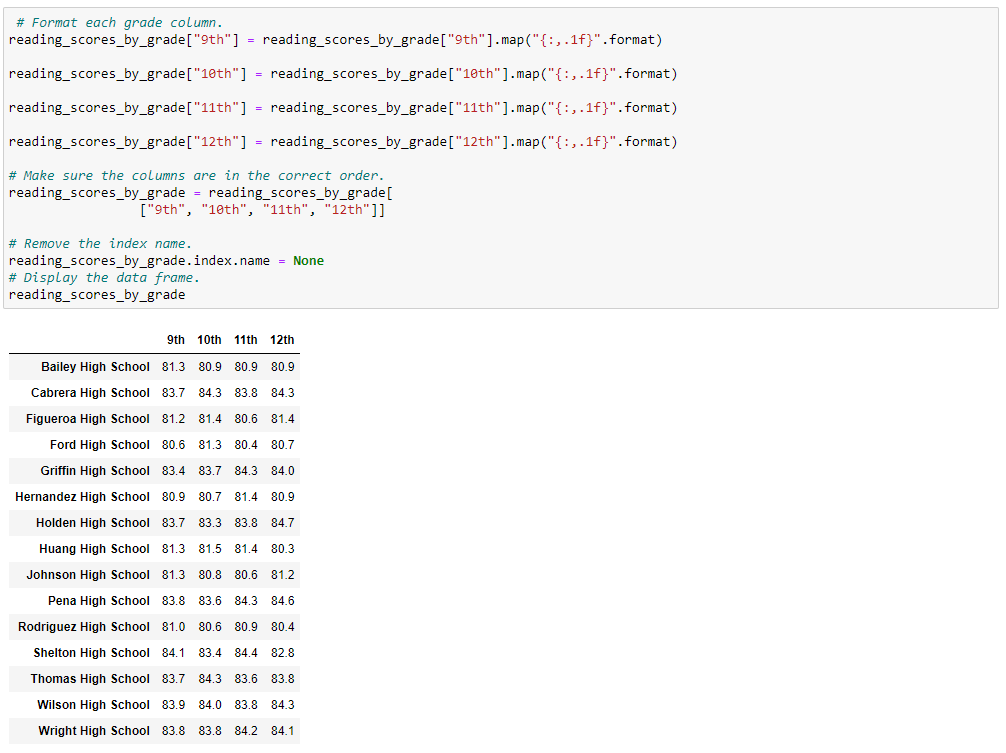 # Format each grade column.
reading_scores_by_grade["9th"] = reading_scores_by_grade["9th"].map("{:,.1f}".format)
reading_scores_by_grade["10th"] = reading_scores_by_grade["10th"].map("{:,.1f}".format)
reading_scores_by_grade["11th"] = reading_scores_by_grade["11th"].map("{:,.1f}".format)
reading_scores_by_grade["12th"] = reading_scores_by_grade["12th"].map("{:,.1f}".format)
# Make sure the columns are in the correct order.
reading_scores_by_grade = reading_scores_by_grade[
["9th", "10th", "11th", "12th"]]
# Remove the index name.
reading_scores_by_grade.index.name = None
# Display the data frame.
reading_scores_by_grade
9th 10th 11th 12th
Bailey High School 81.3 80.9 80.9 80.9
Cabrera High School 83.7 84.3 83.8 84.3
Figueroa High School 81.2 81.4 80.6 81.4
Ford High School 80.6 81.3 80.4 80.7
Griffin High School 83.4 83.7 84.3 84.0
Hernandez High School 80.9 80.7 81.4 80.9
Holden High School 83.7 83.3 83.8 84.7
Huang High School 81.3 81.5 81.4 80.3
Johnson High School 81.3 80.8 80.6 81.2
Pena High School 83.8 83.6 84.3 84.6
Rodriguez High School 81.0 80.6 80.9 80.4
Shelton High School 84.1 83.4 84.4 82.8
Thomas High School 83.7 84.3 83.6 83.8
Wilson High School 83.9 84.0 83.8 84.3
Wright High School 83.8 83.8 84.2 84.1